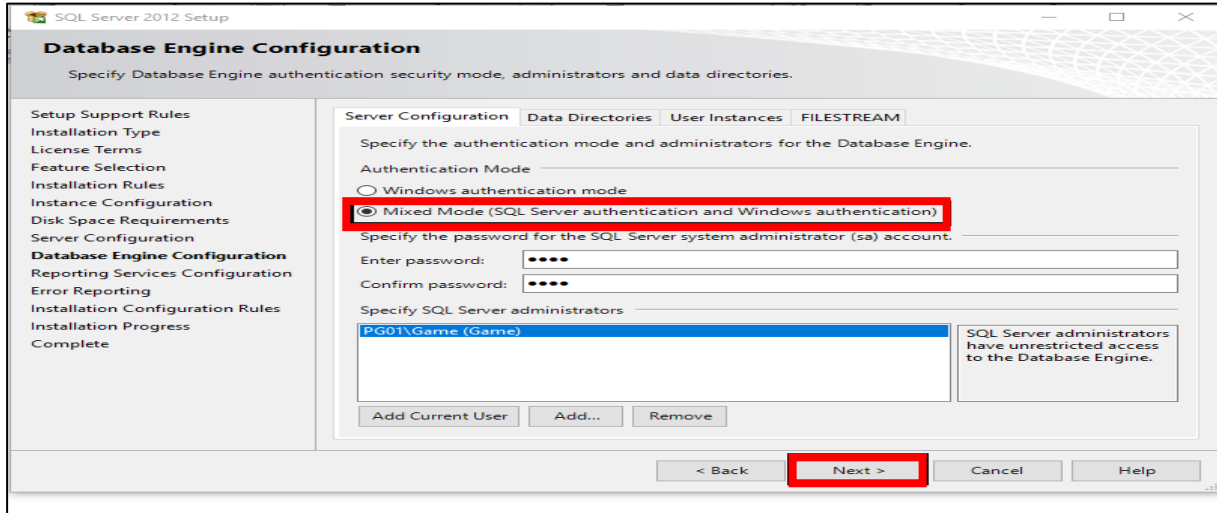 SQL Server 2012 Setup
Database Engine Configuration
Specify Database Engine authentication security mode, administrators and data directories.
Setup Support Rules
Installation Type
License Terms
Feature Selection
Installation Rules
Instance Configuration
Disk Space Requirements
Server Configuration
Database Engine Configuration
Reporting Services Configuration
Error Reporting
Installation Configuration Rules
Installation Progress
Complete
Server Configuration Data Directories User Instances FILESTREAM
Specify the authentication mode and administrators for the Database Engine.
Authentication Mode
Windows authentication mode
Mixed Mode (SQL Server authentication and Windows authentication)
Specify the password for the SQL Server system administrator (sa) account.
Enter password: ●●●●
Confirm password: ●●●●
Specify SQL Server administrators
PG01\Game (Game)
SQL Server administrators
have unrestricted access
to the Database Engine.
Add Current User Add... Remove
< Back Next > Cancel Help